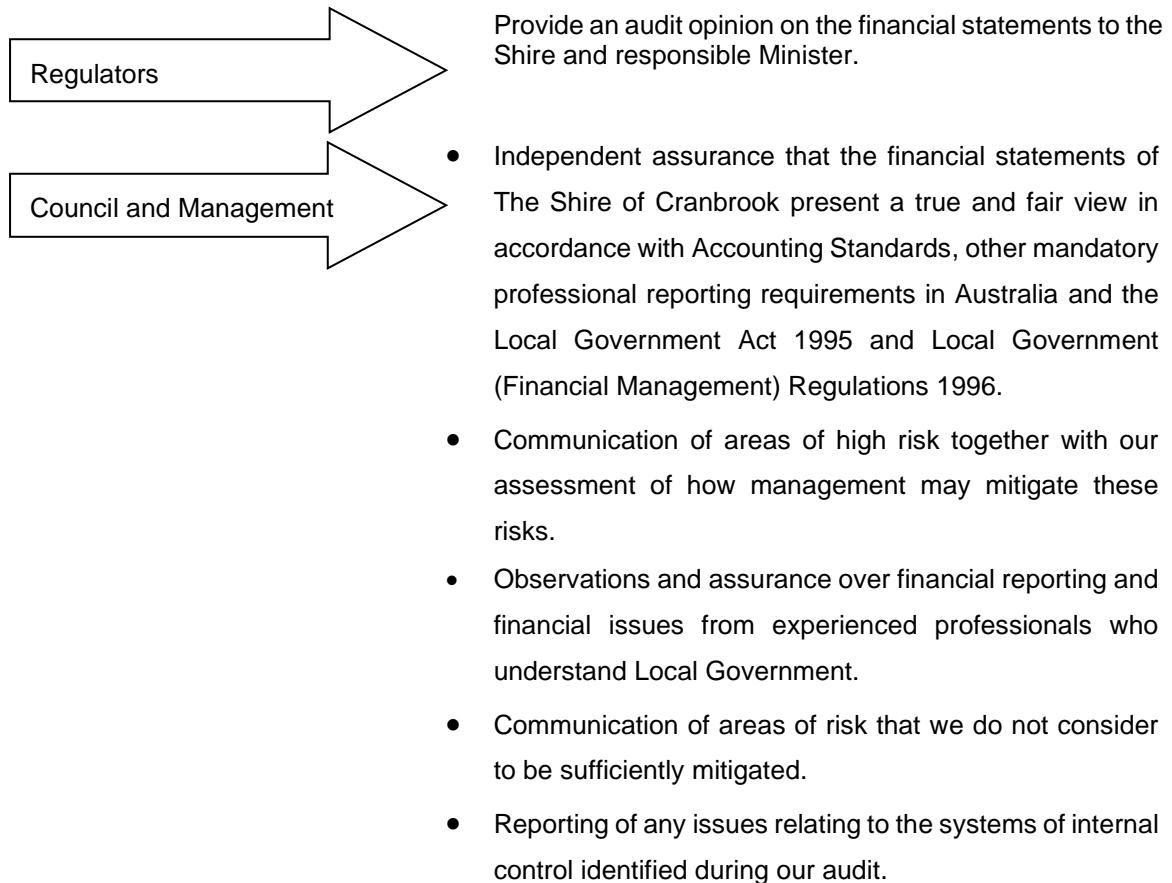 Regulators
Provide an audit opinion on the financial statements to the
Shire and responsible Minister.
Council and Management
• Independent assurance that the financial statements of
The Shire of Cranbrook present a true and fair view in
accordance with Accounting Standards, other mandatory
professional reporting requirements in Australia and the
Local Government Act 1995 and Local Government
(Financial Management) Regulations 1996.
• Communication of areas of high risk together with our
assessment of how management may mitigate these
risks.
• Observations and assurance over financial reporting and
financial issues from experienced professionals who
understand Local Government.
• Communication of areas of risk that we do not consider
to be sufficiently mitigated.
• Reporting of any issues relating to the systems of internal
control identified during our audit.